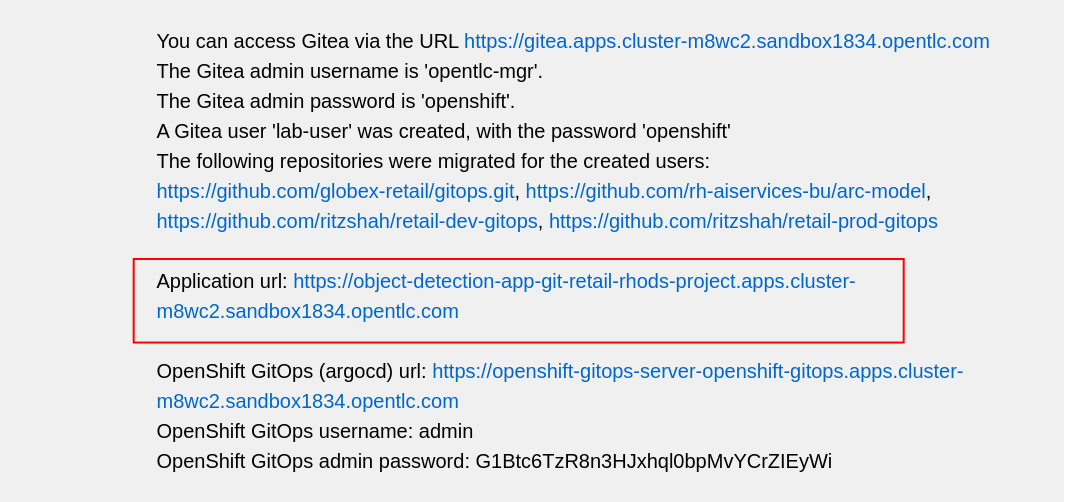 You can access Gitea via the URL https://gitea.apps.cluster-m8wc2.sandbox1834.opentlc.com
The Gitea admin username is 'opentlc-mgr'.
The Gitea admin password is 'openshift'.
A Gitea user 'lab-user' was created, with the password 'openshift'
The following repositories were migrated for the created users:
https://github.com/globex-retail/gitops.git, https://github.com/rh-aiservices-bu/arc-model,
https://github.com/ritzshah/retail-dev-gitops, https://github.com/ritzshah/retail-prod-gitops
Application url: https://object-detection-app-git-retail-rhods-project.apps.cluster-
m8wc2.sandbox1834.opentlc.com
OpenShift GitOps (argocd) url: https://openshift-gitops-server-openshift-gitops.apps.cluster-
m8wc2.sandbox1834.opentlc.com
OpenShift GitOps username: admin
OpenShift GitOps admin password: G1Btc6TzR8n3HJxhql0bpMvYCrZIEyWi